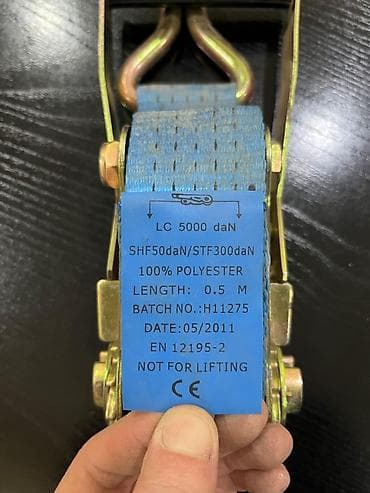 LC 5000 daN
SHF50daN/STF300daN
100% POLYESTER
LENGTH: 0.5 M
BATCH NO.:H11275
DATE:05/2011
EN 12195-2
NOT FOR LIFTING
CE